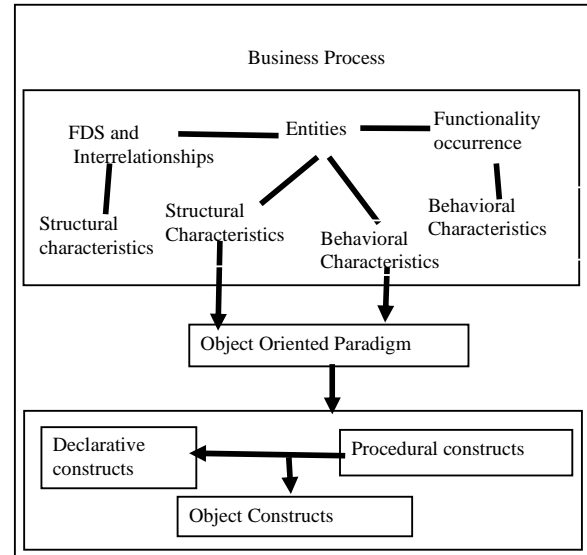 Business Process
FDS and
Interrelationships
Entities
Functionality
occurrence
Structural
characteristics
Structural
Characteristics
Behavioral
Characteristics
Behavioral
Characteristics
Object Oriented Paradigm
Declarative
constructs
Procedural constructs
Object Constructs